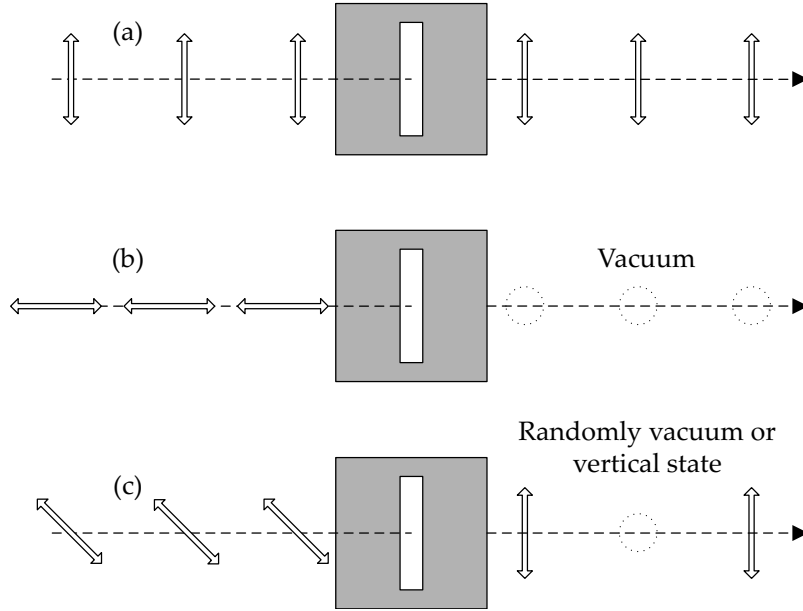 (a)
(b)
Vacuum
Randomly vacuum or
vertical state
(c)